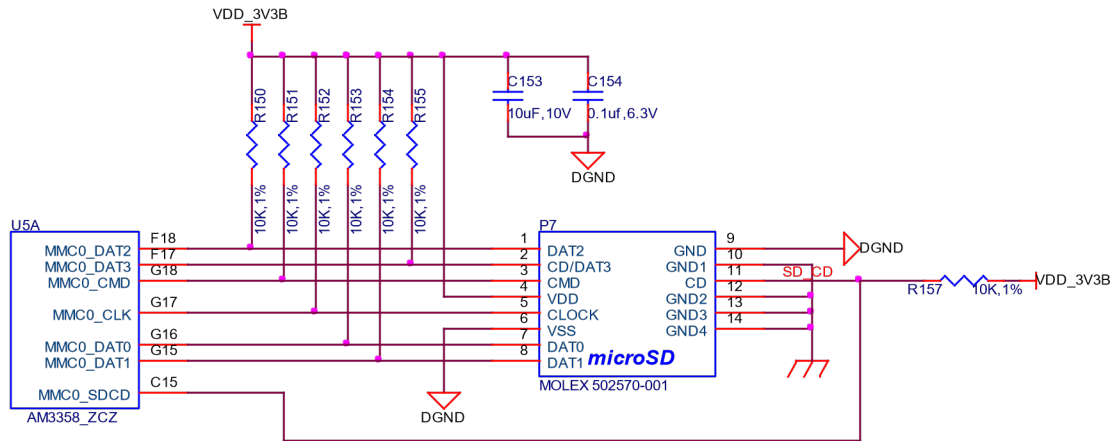 VDD_3V3B
R150
R151
R152
R153
R154
R155
C153
C154
10uF,10V
0.1uf,6.3V
DGND
10K,1%
10K,1%
10K,1%
10K,1%
10K,1%
10K,1%
U5A
MMC0_DAT2 F18
MMC0_DAT3 F17
MMC0_CMD G18
MMC0_CLK G17
MMC0_DAT0 G16
MMC0_DAT1 G15
MMC0_SDCD C15
AM3358_ZCZ
P7
1 DAT2
2 CD/DAT3
3 CMD
4 VDD
5 CLOCK
6 VSS
7 DAT0
8 DAT1
microSD
GND 9
GND1 10
CD 11
GND2 12
GND3 13
GND4 14
MOLEX 502570-001
DGND
DGND
SD_CD
R157
10K,1%
VDD_3V3B